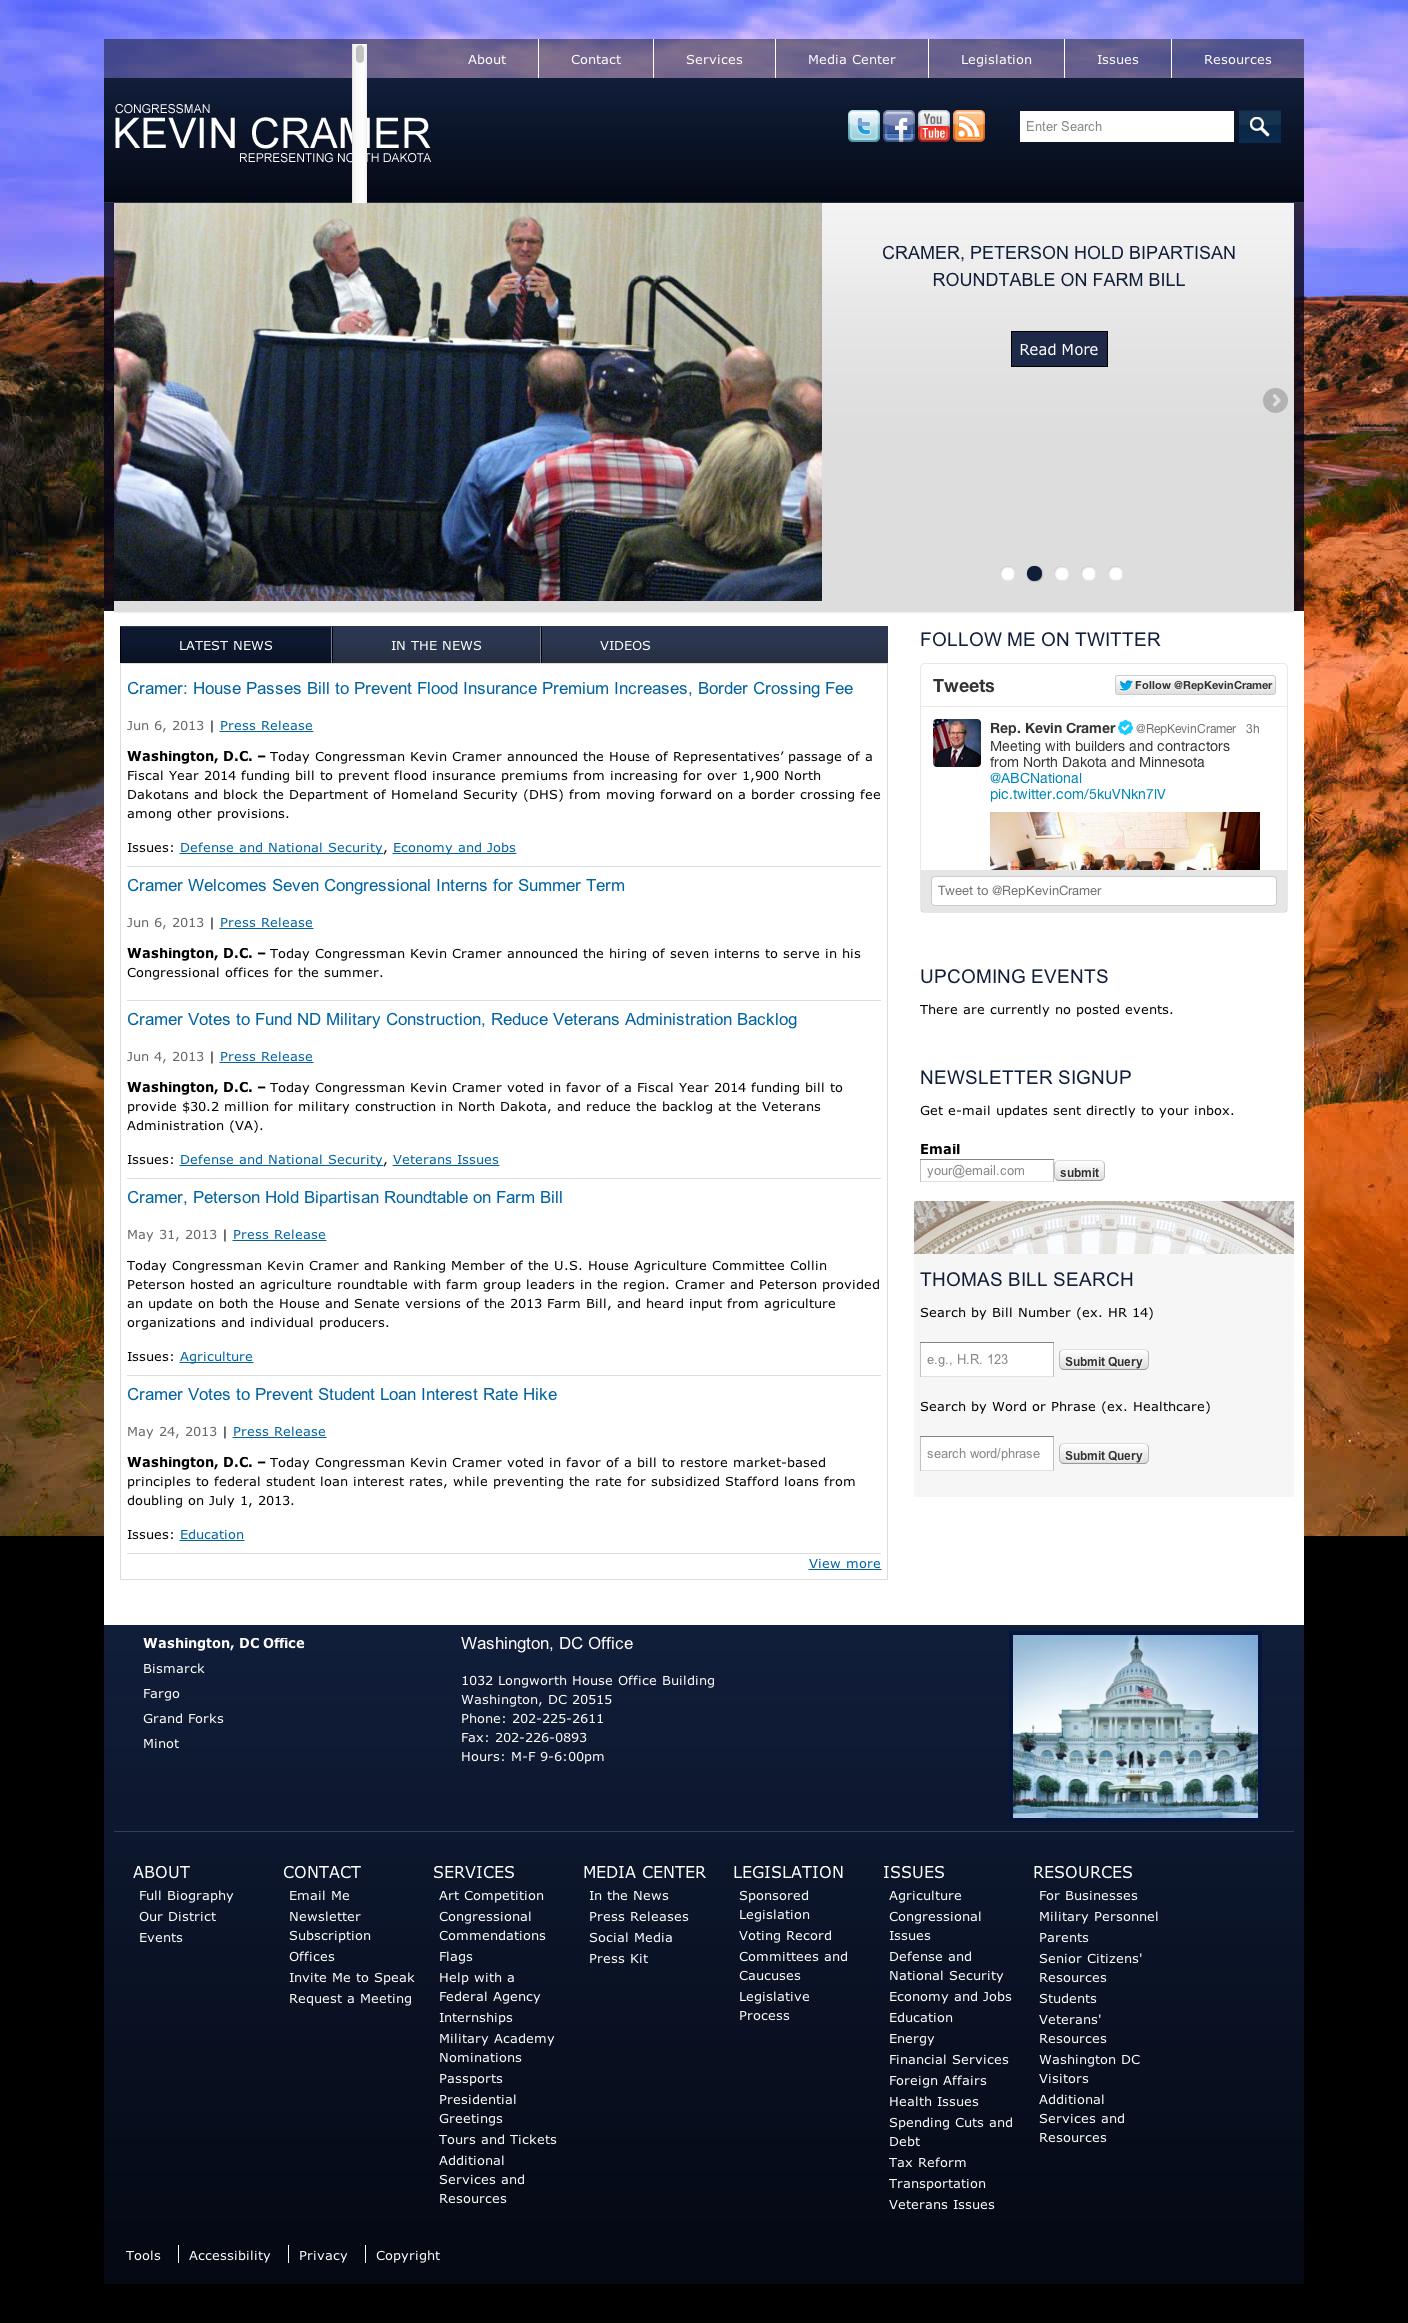 About
Contact
Services
Media Center
Legislation
Issues
Resources
CONGRESSMAN
KEVIN CRAMER
REPRESENTING NORTH DAKOTA
You
Tube
Enter Search
CRAMER, PETERSON HOLD BIPARTISAN
ROUNDTABLE ON FARM BILL
Read More
LATEST NEWS
IN THE NEWS
VIDEOS
Cramer: House Passes Bill to Prevent Flood Insurance Premium Increases, Border Crossing Fee
Jun 6, 2013 | Press Release
Washington, D.C. – Today Congressman Kevin Cramer announced the House of Representatives’ passage of a
Fiscal Year 2014 funding bill to prevent flood insurance premiums from increasing for over 1,900 North
Dakotans and block the Department of Homeland Security (DHS) from moving forward on a border crossing fee
among other provisions.
Issues: Defense and National Security, Economy and Jobs
Cramer Welcomes Seven Congressional Interns for Summer Term
Jun 6, 2013 | Press Release
Washington, D.C. – Today Congressman Kevin Cramer announced the hiring of seven interns to serve in his
Congressional offices for the summer.
Cramer Votes to Fund ND Military Construction, Reduce Veterans Administration Backlog
Jun 4, 2013 | Press Release
Washington, D.C. – Today Congressman Kevin Cramer voted in favor of a Fiscal Year 2014 funding bill to
provide $30.2 million for military construction in North Dakota, and reduce the backlog at the Veterans
Administration (VA).
Issues: Defense and National Security, Veterans Issues
Cramer, Peterson Hold Bipartisan Roundtable on Farm Bill
May 31, 2013 | Press Release
Today Congressman Kevin Cramer and Ranking Member of the U.S. House Agriculture Committee Collin
Peterson hosted an agriculture roundtable with farm group leaders in the region. Cramer and Peterson provided
an update on both the House and Senate versions of the 2013 Farm Bill, and heard input from agriculture
organizations and individual producers.
Issues: Agriculture
Cramer Votes to Prevent Student Loan Interest Rate Hike
May 24, 2013 | Press Release
Washington, D.C. – Today Congressman Kevin Cramer voted in favor of a bill to restore market-based
principles to federal student loan interest rates, while preventing the rate for subsidized Stafford loans from
doubling on July 1, 2013.
Issues: Education
View more
FOLLOW ME ON TWITTER
Tweets
Follow @RepKevinCramer
Rep. Kevin Cramer @RepKevinCramer 3h
Meeting with builders and contractors
from North Dakota and Minnesota
@ABCNational
pic.twitter.com/5kuVNkn7lV
Tweet to @RepKevinCramer
UPCOMING EVENTS
There are currently no posted events.
NEWSLETTER SIGNUP
Get e-mail updates sent directly to your inbox.
Email
your@email.com
submit
THOMAS BILL SEARCH
Search by Bill Number (ex. HR 14)
e.g., H.R. 123
Submit Query
Search by Word or Phrase (ex. Healthcare)
search word/phrase
Submit Query
Washington, DC Office
Bismarck
Fargo
Grand Forks
Minot
Washington, DC Office
1032 Longworth House Office Building
Washington, DC 20515
Phone: 202-225-2611
Fax: 202-226-0893
Hours: M-F 9-6:00pm
ABOUT
Full Biography
Our District
Events
CONTACT
Email Me
Newsletter
Subscription
Offices
Invite Me to Speak
Request a Meeting
SERVICES
Art Competition
Congressional
Commendations
Flags
Help with a
Federal Agency
Internships
Military Academy
Nominations
Passports
Presidential
Greetings
Tours and Tickets
Additional
Services and
Resources
MEDIA CENTER
In the News
Press Releases
Social Media
Press Kit
LEGISLATION
Sponsored
Legislation
Voting Record
Committees and
Caucuses
Legislative
Process
ISSUES
Agriculture
Congressional
Issues
Defense and
National Security
Economy and Jobs
Education
Energy
Financial Services
Foreign Affairs
Health Issues
Spending Cuts and
Debt
Tax Reform
Transportation
Veterans Issues
RESOURCES
For Businesses
Military Personnel
Parents
Senior Citizens'
Resources
Students
Veterans'
Resources
Washington DC
Visitors
Additional
Services and
Resources
Tools
Accessibility
Privacy
Copyright